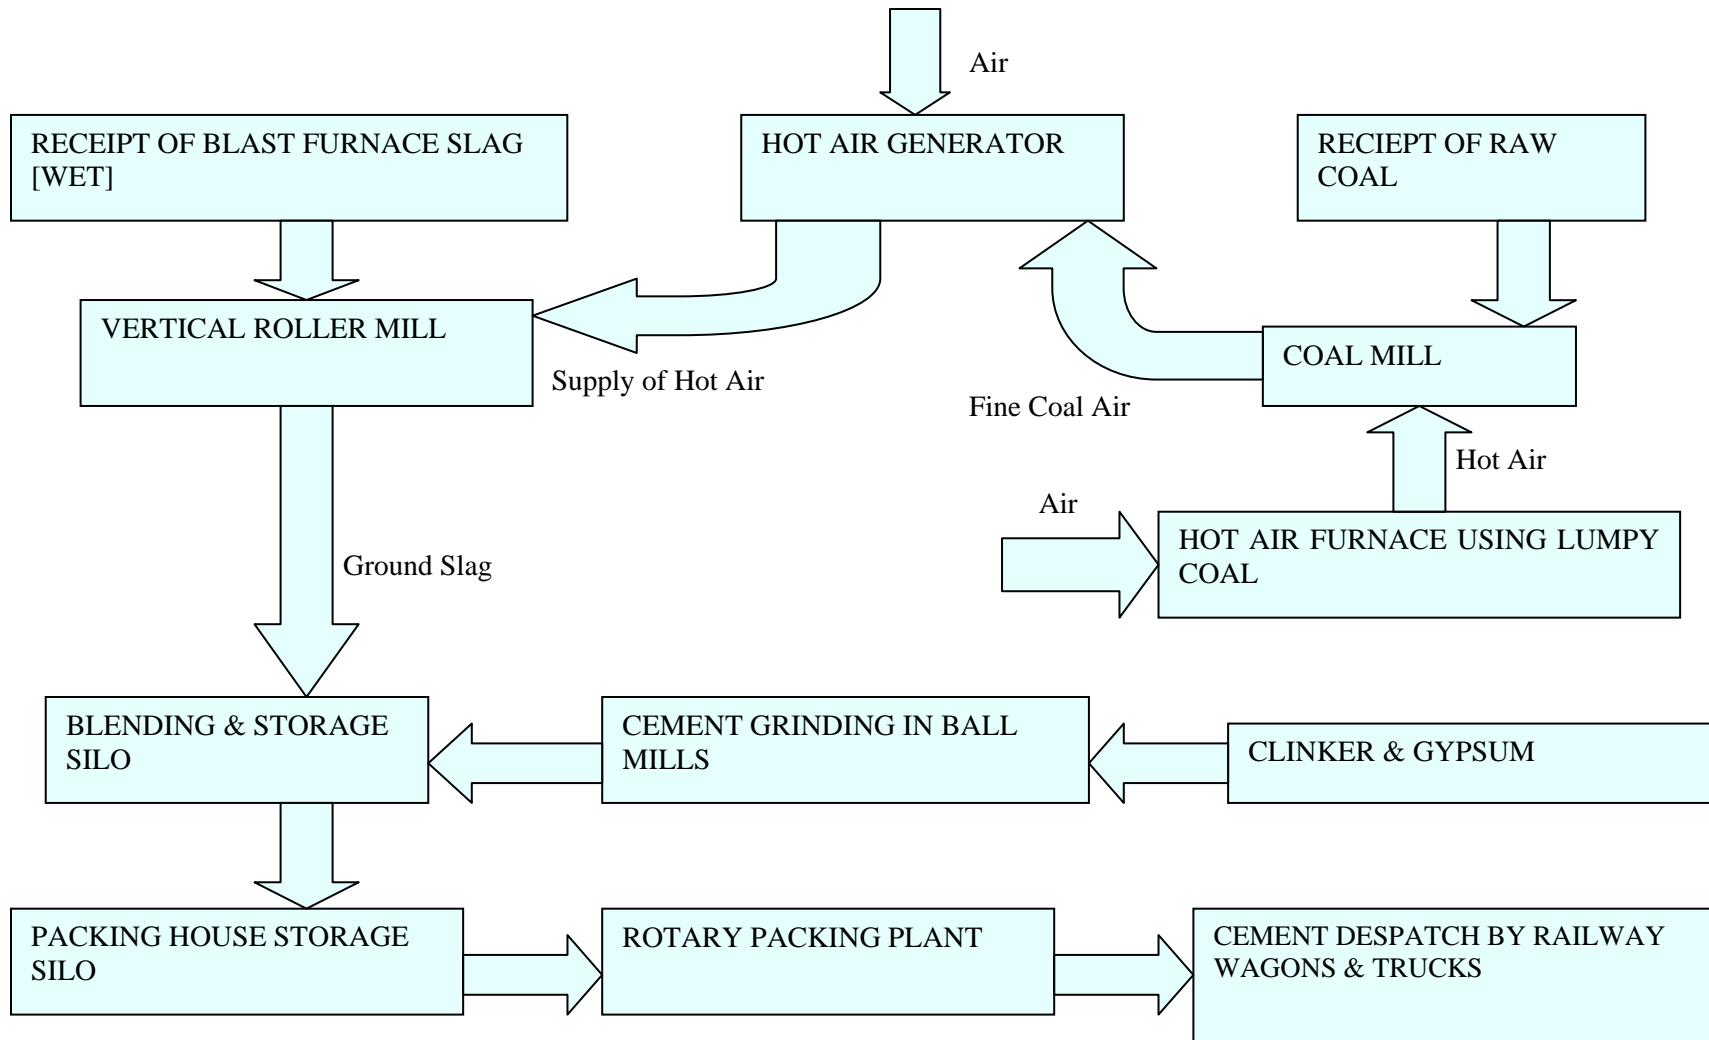 Air
RECEIPT OF BLAST FURNACE SLAG
[WET]
HOT AIR GENERATOR
RECIEPT OF RAW
COAL
VERTICAL ROLLER MILL
COAL MILL
Supply of Hot Air
Fine Coal Air
Hot Air
Air
HOT AIR FURNACE USING LUMPY
COAL
Ground Slag
BLENDING & STORAGE
SILO
CEMENT GRINDING IN BALL
MILLS
CLINKER & GYPSUM
PACKING HOUSE STORAGE
SILO
ROTARY PACKING PLANT
CEMENT DESPATCH BY RAILWAY
WAGONS & TRUCKS